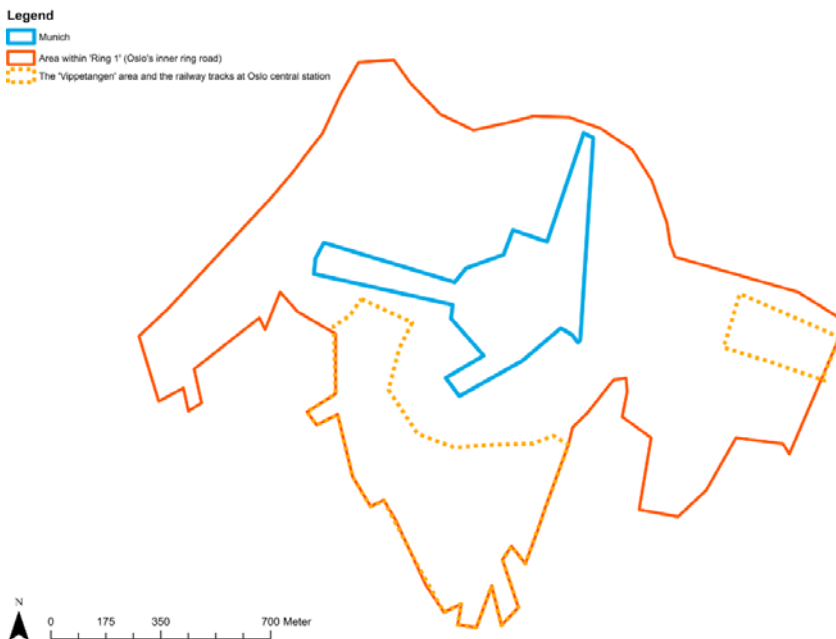 Legend
Munich
Area within 'Ring 1' (Oslo's inner ring road)
The 'Vippetangen' area and the railway tracks at Oslo central station
N
0 175 350 700 Meter